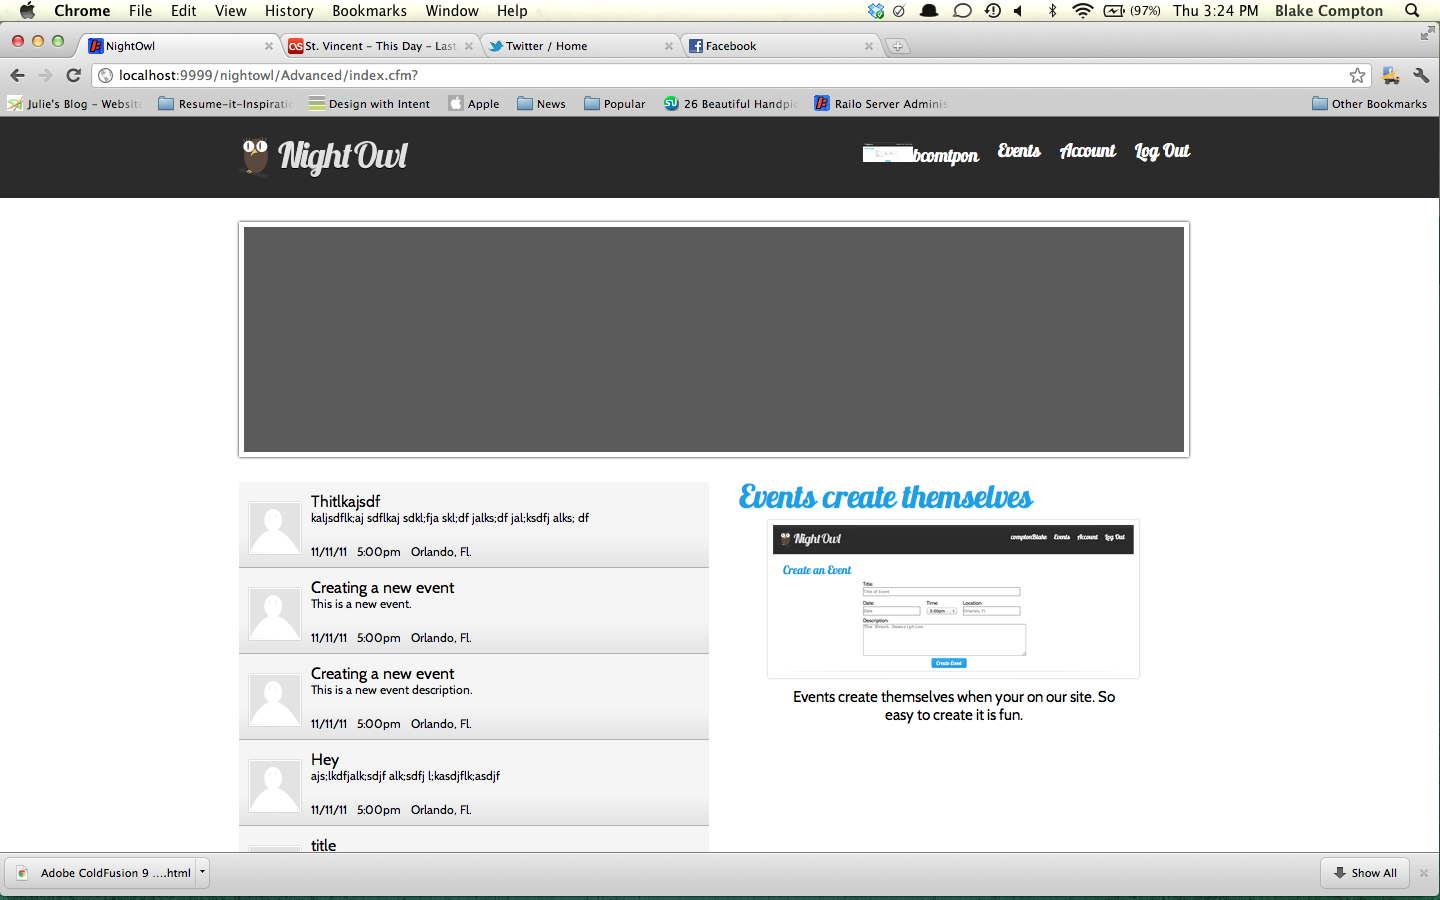 Chrome File Edit View History Bookmarks Window Help (97%) Thu 3:24 PM Blake Compton
NightOwl St. Vincent – This Day – Last. Twitter / Home Facebook
localhost:9999/nightowl/Advanced/index.cfm?
Julie's Blog – Website Resume-it-Inspiratio Design with Intent Apple News Popular 26 Beautiful Handpic Railo Server Adminis Other Bookmarks
NightOwl bcomtpon Events Account Log Out
Thitlkajsdf
kaljsdflk;aj sdflkaj sdkl;fja skl;df jalks;df jal;ksdfj alks; df
11/11/11 5:00pm Orlando, Fl.
Creating a new event
This is a new event.
11/11/11 5:00pm Orlando, Fl.
Creating a new event
This is a new event description.
11/11/11 5:00pm Orlando, Fl.
Hey
ajs;lkdfjalk;sdjf alk;sdfj l;kasdjflk;asdjf
11/11/11 5:00pm Orlando, Fl.
title
Events create themselves
NightOwl comptonBlake Events Account Log Out
Create an Event
Title:
Title of Event
Date: Time: Location:
Date 5:00pm Orlando, Fl.
Description:
The Event Description
Create Event
Events create themselves when your on our site. So
easy to create it is fun.
Adobe ColdFusion 9 ....html Show All